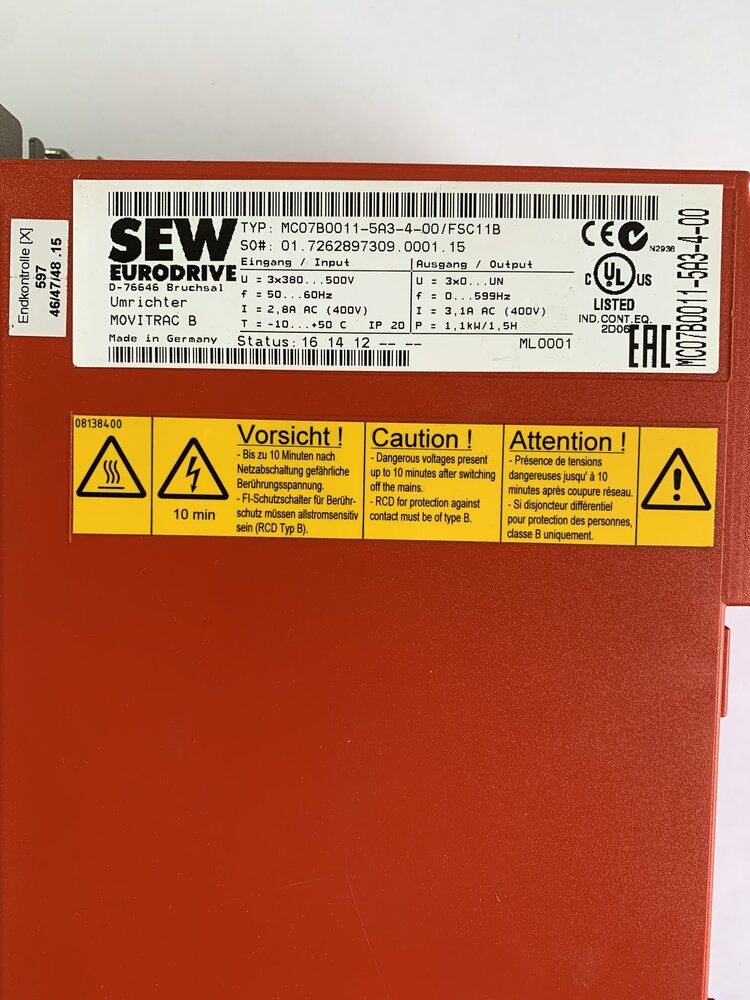 Endkontrolle [X]
597
46/47/48 .15
SEW
EURODRIVE
D-76646 Bruchsal
Umrichter
MOVITRAC B
Made in Germany
TYP: MC07B0011-5A3-4-00/FSC11B
SO#: 01.7262897309.0001.15
Eingang / Input
U = 3x380...500V
f = 50...60Hz
I = 2,8A AC (400V)
T = -10...+50 C IP 20
Ausgang / Output
U = 3x0...UN
f = 0...599Hz
I = 3,1A AC (400V)
P = 1,1kW/1,5H
Status: 16 14 12 -- --
ML0001
CE
N2936
C UL US
LISTED
IND.CONT.EQ.
2D06
EAC
MC07B0011-5A3-4-00
08138400
10 min
Vorsicht !
- Bis zu 10 Minuten nach
Netzabschaltung gefährliche
Berührungsspannung.
- FI-Schutzschalter für Berühr-
schutz müssen allstromsensitiv
sein (RCD Typ B).
Caution !
- Dangerous voltages present
up to 10 minutes after switching
off the mains.
- RCD for protection against
contact must be of type B.
Attention !
- Présence de tensions
dangereuses jusqu' à 10
minutes après coupure réseau.
- Si disjoncteur différentiel
pour protection des personnes,
classe B uniquement.